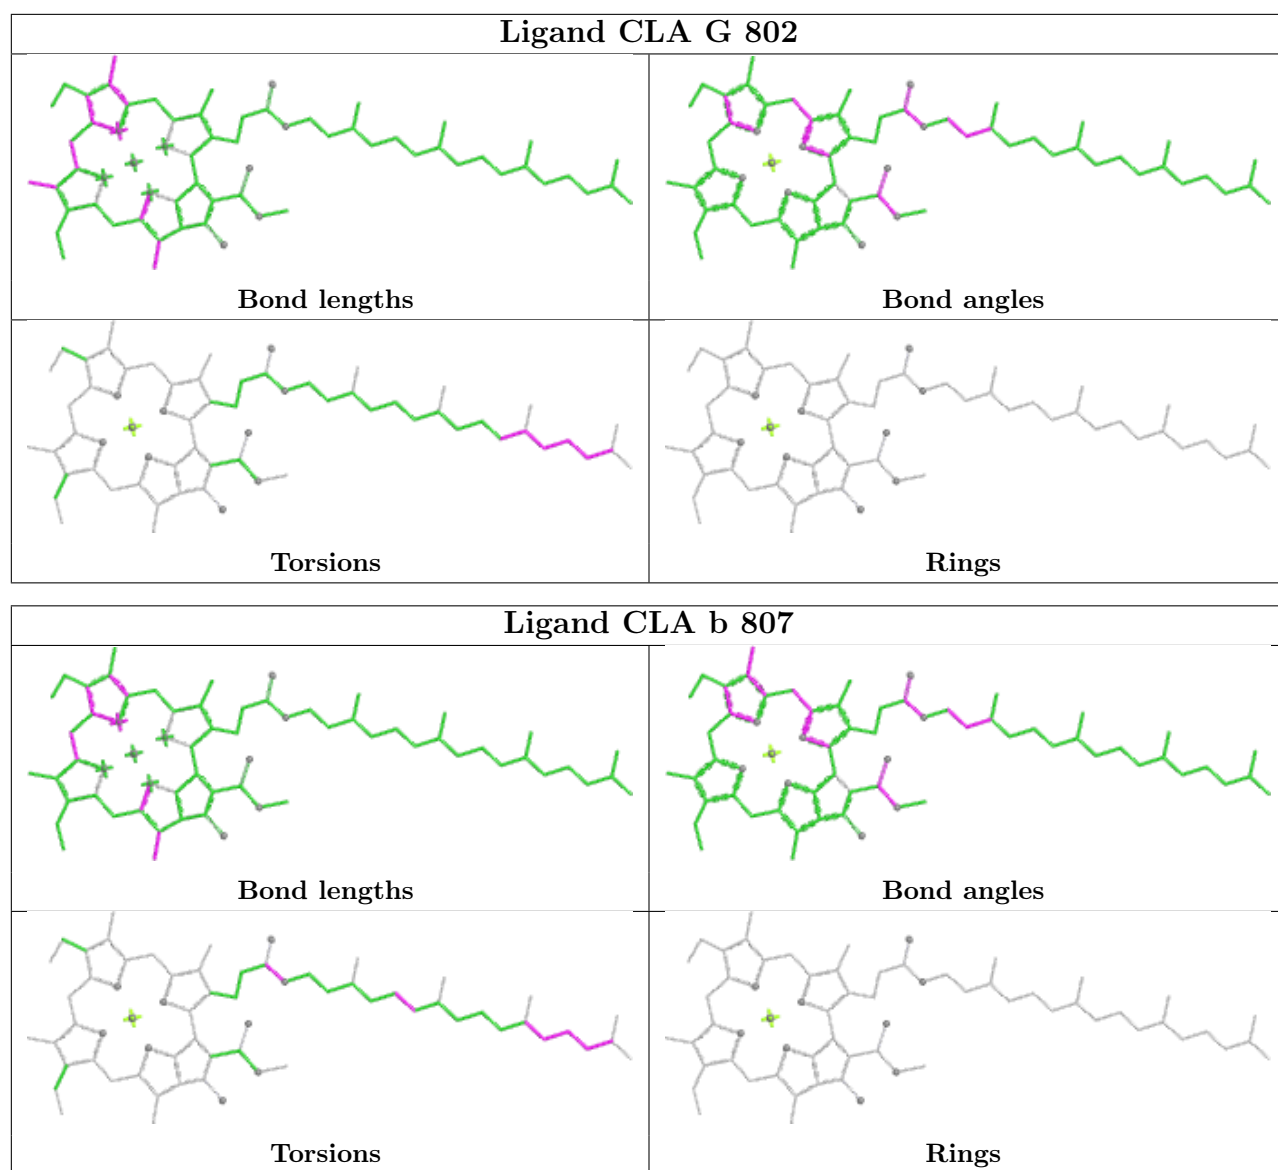 Ligand CLA G 802
Bond lengths
Bond angles
Torsions
Rings
Ligand CLA b 807
Bond lengths
Bond angles
Torsions
Rings